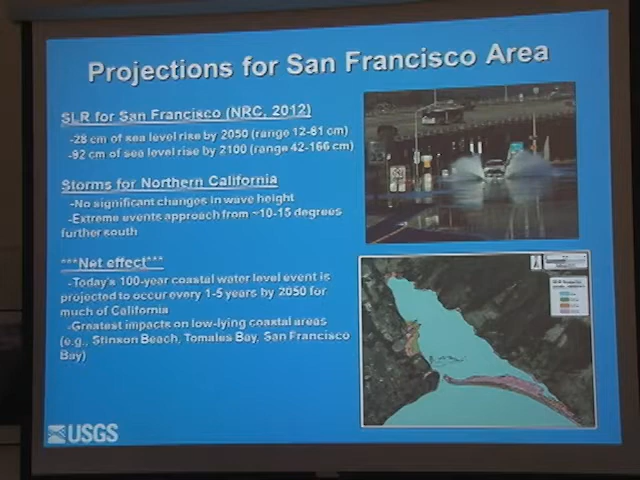 Projections for San Francisco Area
SLR for San Francisco (NRC, 2012)
-28 cm of sea level rise by 2050 (range 12-61 cm)
-92 cm of sea level rise by 2100 (range 42-166 cm)
Storms for Northern California
-No significant changes in wave height
-Extreme events approach from ~10-15 degrees
further south
***Net effect***
-Today's 100-year coastal water level event is
projected to occur every 1-5 years by 2050 for
much of California
-Greatest impacts on low-lying coastal areas
(e.g., Stinson Beach, Tomales Bay, San Francisco
Bay)
USGS